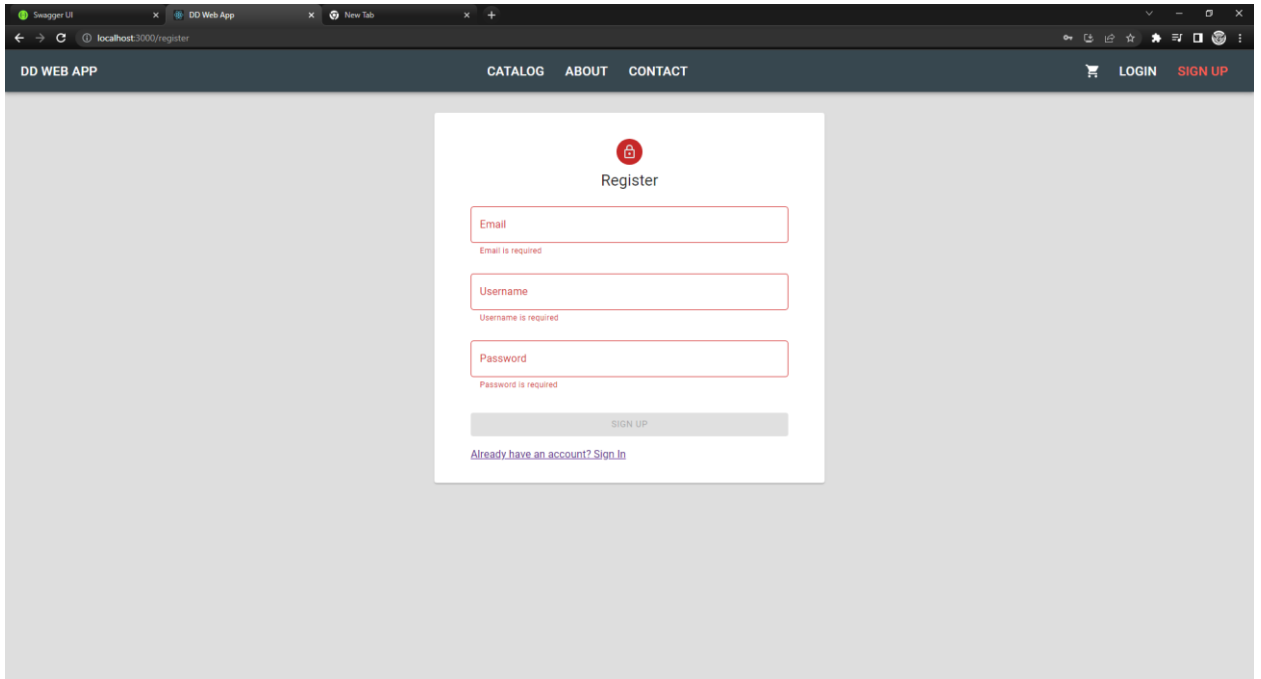 Swagger UI DD Web App New Tab
localhost:3000/register
DD WEB APP CATALOG ABOUT CONTACT LOGIN SIGN UP
Register
Email
Email is required
Username
Username is required
Password
Password is required
SIGN UP
Already have an account? Sign In